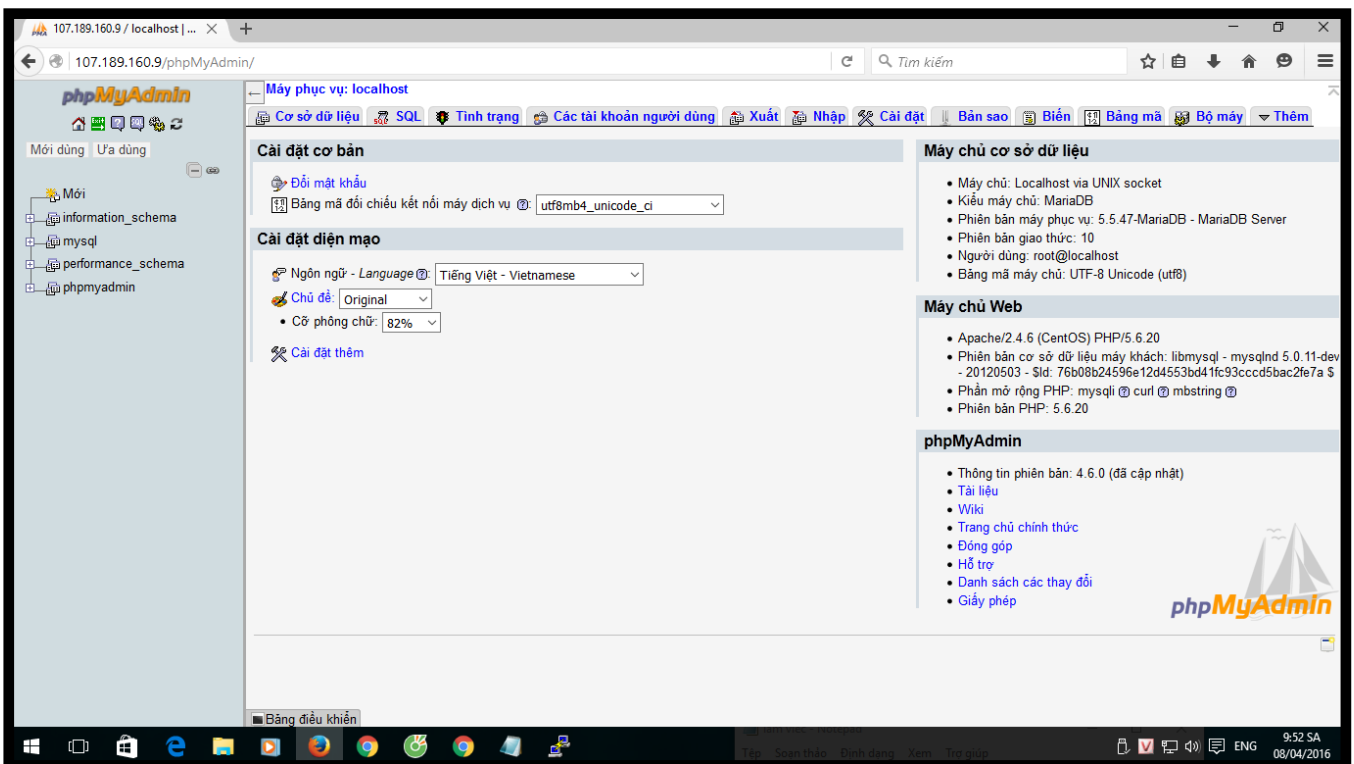 107.189.160.9 / localhost | ...
107.189.160.9/phpMyAdmin/
Tìm kiếm
phpMyAdmin
Mới dùng Ưa dùng
Mới
information_schema
mysql
performance_schema
phpmyadmin
Máy phục vụ: localhost
Cơ sở dữ liệu SQL Tình trạng Các tài khoản người dùng Xuất Nhập Cài đặt Bản sao Biến Bảng mã Bộ máy Thêm
Cài đặt cơ bản
Đổi mật khẩu
Bảng mã đối chiếu kết nối máy dịch vụ : utf8mb4_unicode_ci
Cài đặt diện mạo
Ngôn ngữ - Language : Tiếng Việt - Vietnamese
Chủ đề: Original
• Cỡ phông chữ: 82%
Cài đặt thêm
Máy chủ cơ sở dữ liệu
• Máy chủ: Localhost via UNIX socket
• Kiểu máy chủ: MariaDB
• Phiên bản máy phục vụ: 5.5.47-MariaDB - MariaDB Server
• Phiên bản giao thức: 10
• Người dùng: root@localhost
• Bảng mã máy chủ: UTF-8 Unicode (utf8)
Máy chủ Web
• Apache/2.4.6 (CentOS) PHP/5.6.20
• Phiên bản cơ sở dữ liệu máy khách: libmysql - mysqlnd 5.0.11-dev
- 20120503 - $Id: 76b08b24596e12d4553bd41fc93cccd5bac2fe7a $
• Phần mở rộng PHP: mysqli curl mbstring
• Phiên bản PHP: 5.6.20
phpMyAdmin
• Thông tin phiên bản: 4.6.0 (đã cập nhật)
• Tài liệu
• Wiki
• Trang chủ chính thức
• Đóng góp
• Hỗ trợ
• Danh sách các thay đổi
• Giấy phép
phpMyAdmin
Bảng điều khiển
Tệp Soạn thảo Định dạng Xem Trợ giúp
ENG
9:52 SA
08/04/2016